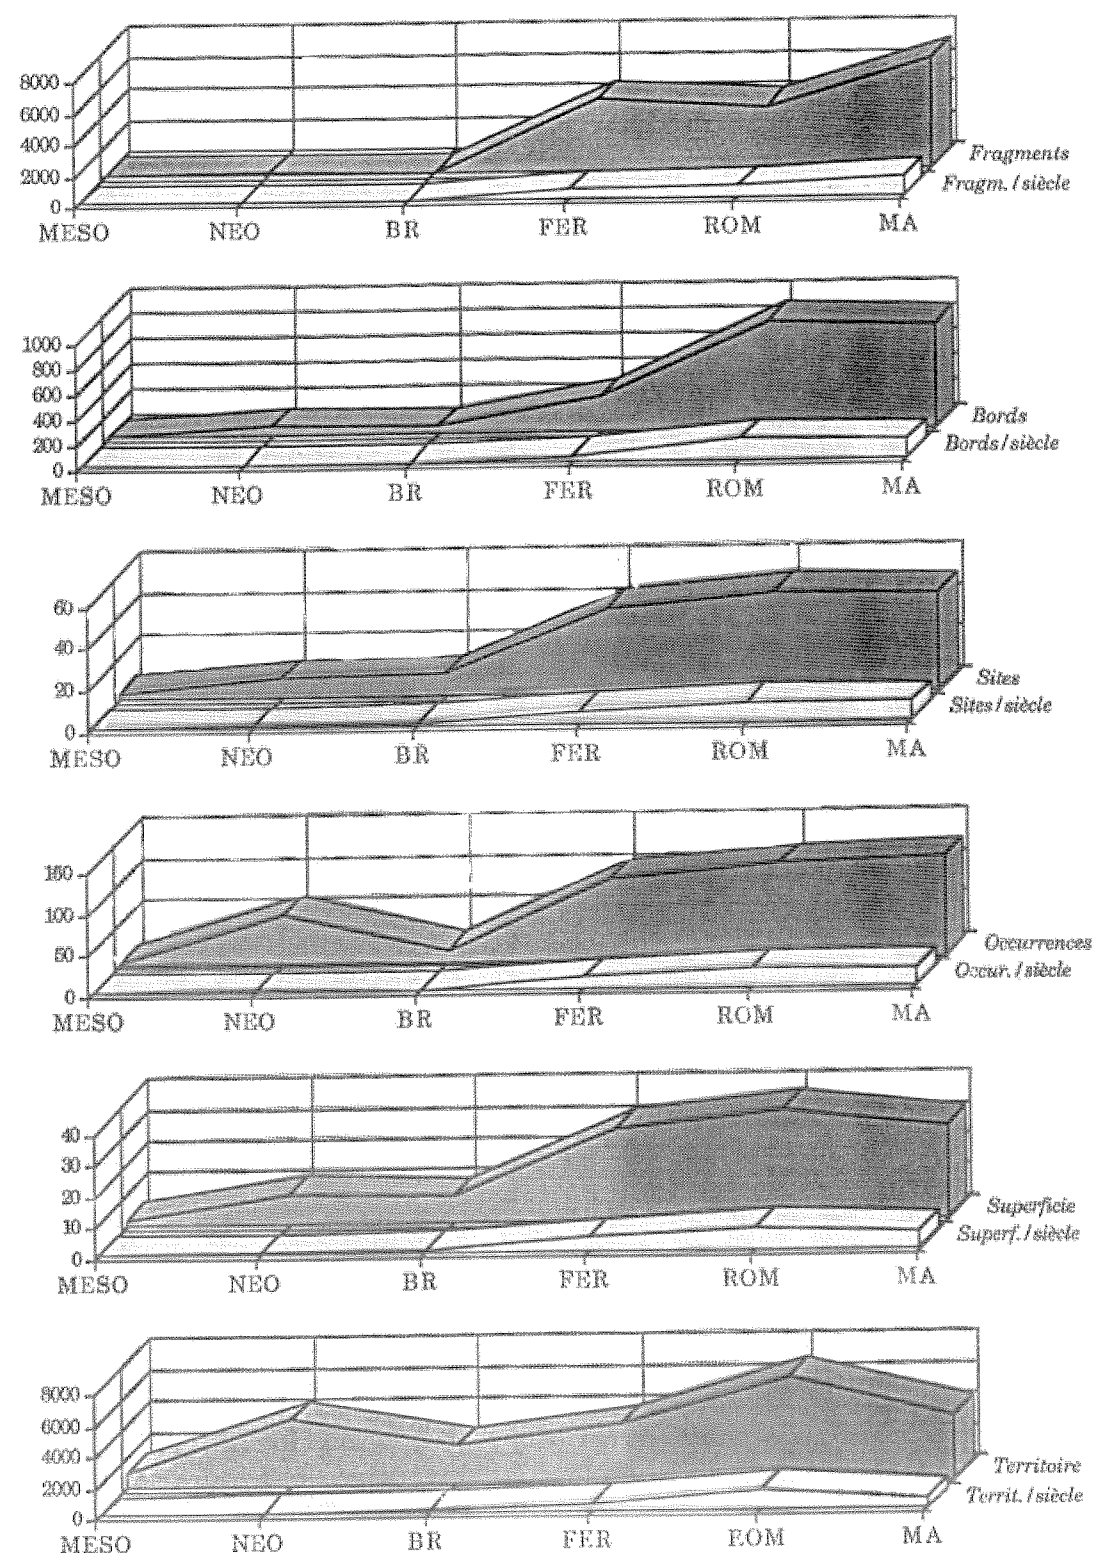 8000
6000
4000
2000
0
MESO NEO BR FER ROM MA
Fragments
Fragm. / siècle
1000
800
600
400
200
0
MESO NEO BR FER ROM MA
Bords
Bords / siècle
60
40
20
0
MESO NEO BR FER ROM MA
Sites
Sites / siècle
150
100
50
0
MESO NEO BR FER ROM MA
Occurrences
Occur. / siècle
40
30
20
10
0
MESO NEO BR FER ROM MA
Superficie
Superf. / siècle
8000
6000
4000
2000
0
MESO NEO BR FER ROM MA
Territoire
Territ. / siècle